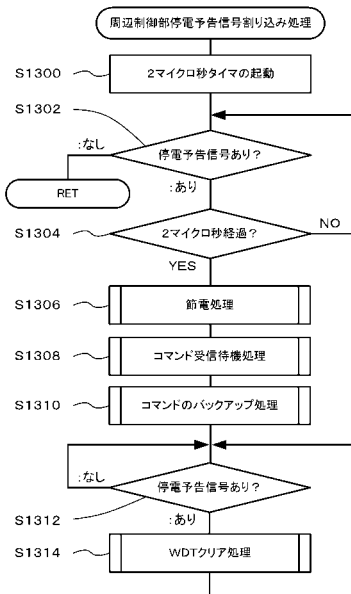 周辺制御部停電予告信号割り込み処理
S1300
2マイクロ秒タイマの起動
S1302
停電予告信号あり?
:なし
RET
:あり
S1304
2マイクロ秒経過?
NO
YES
S1306
節電処理
S1308
コマンド受信待機処理
S1310
コマンドのバックアップ処理
:なし
停電予告信号あり?
S1312
:あり
S1314
WDTクリア処理